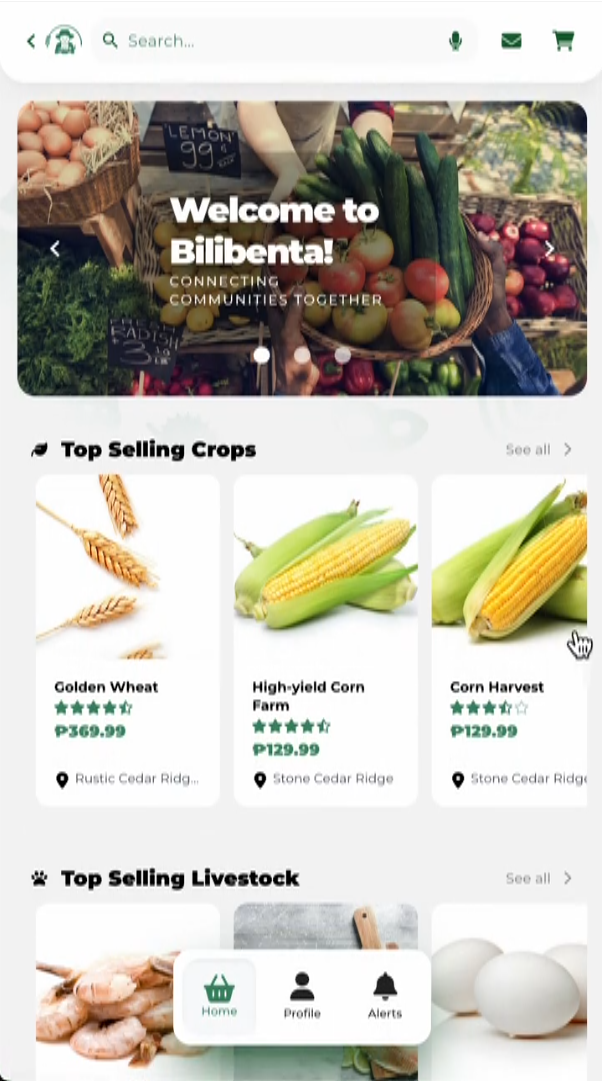 Search...
'LEMON'
99
Welcome to
Bilibenta!
CONNECTING
COMMUNITIES TOGETHER
RADISH
3
Top Selling Crops
See all
Golden Wheat
₱369.99
Rustic Cedar Ridg...
High-yield Corn
Farm
₱129.99
Stone Cedar Ridge
Corn Harvest
₱129.99
Stone Cedar Ridge
Top Selling Livestock
See all
Home
Profile
Alerts